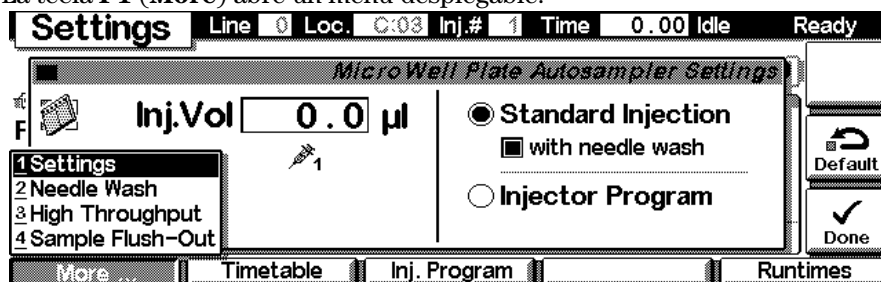 La tecla F1 (More) abre un menú desplegable.
Settings Line 0 Loc. C:03 Inj.# 1 Time 0.00 Idle Ready
MicroWell Plate Autosampler Settings
F Inj.Vol 0.0 µl Standard Injection
1 with needle wash
Default
1 Settings
2 Needle Wash
Injector Program
3 High Throughput
4 Sample Flush-Out
Done
More Timetable Inj. Program Runtimes